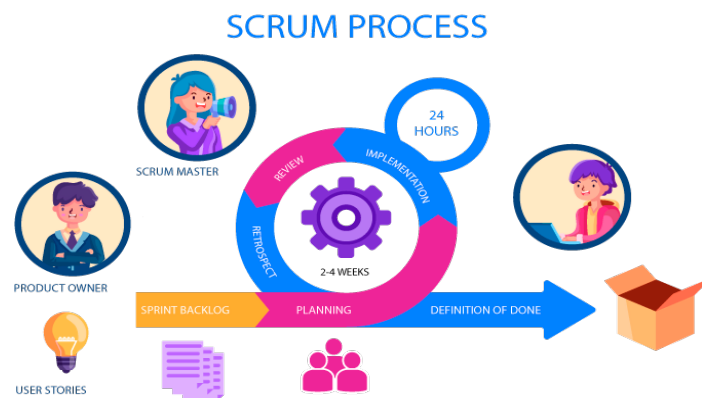 SCRUM PROCESS
24
HOURS
SCRUM MASTER
REVIEW
IMPLEMENTATION
RETROSPECT
2-4 WEEKS
PRODUCT OWNER
SPRINT BACKLOG
PLANNING
DEFINITION OF DONE
USER STORIES